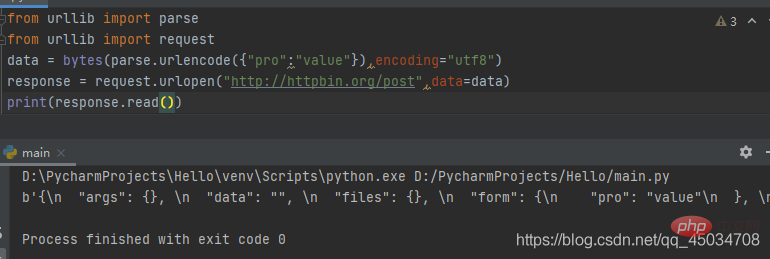 from urllib import parse
3
from urllib import request
data = bytes(parse.urlencode({"pro":"value"}),encoding="utf8")
response = request.urlopen("http://httpbin.org/post",data=data)
print(response.read())
main
D:\PycharmProjects\Hello\venv\Scripts\python.exe D:/PycharmProjects/Hello/main.py
b'{\n  "args": {}, \n  "data": "", \n  "files": {}, \n  "form": {\n    "pro": "value"\n  }, \n
php
Process finished with exit code 0
https://blog.csdn.net/qq_45034708